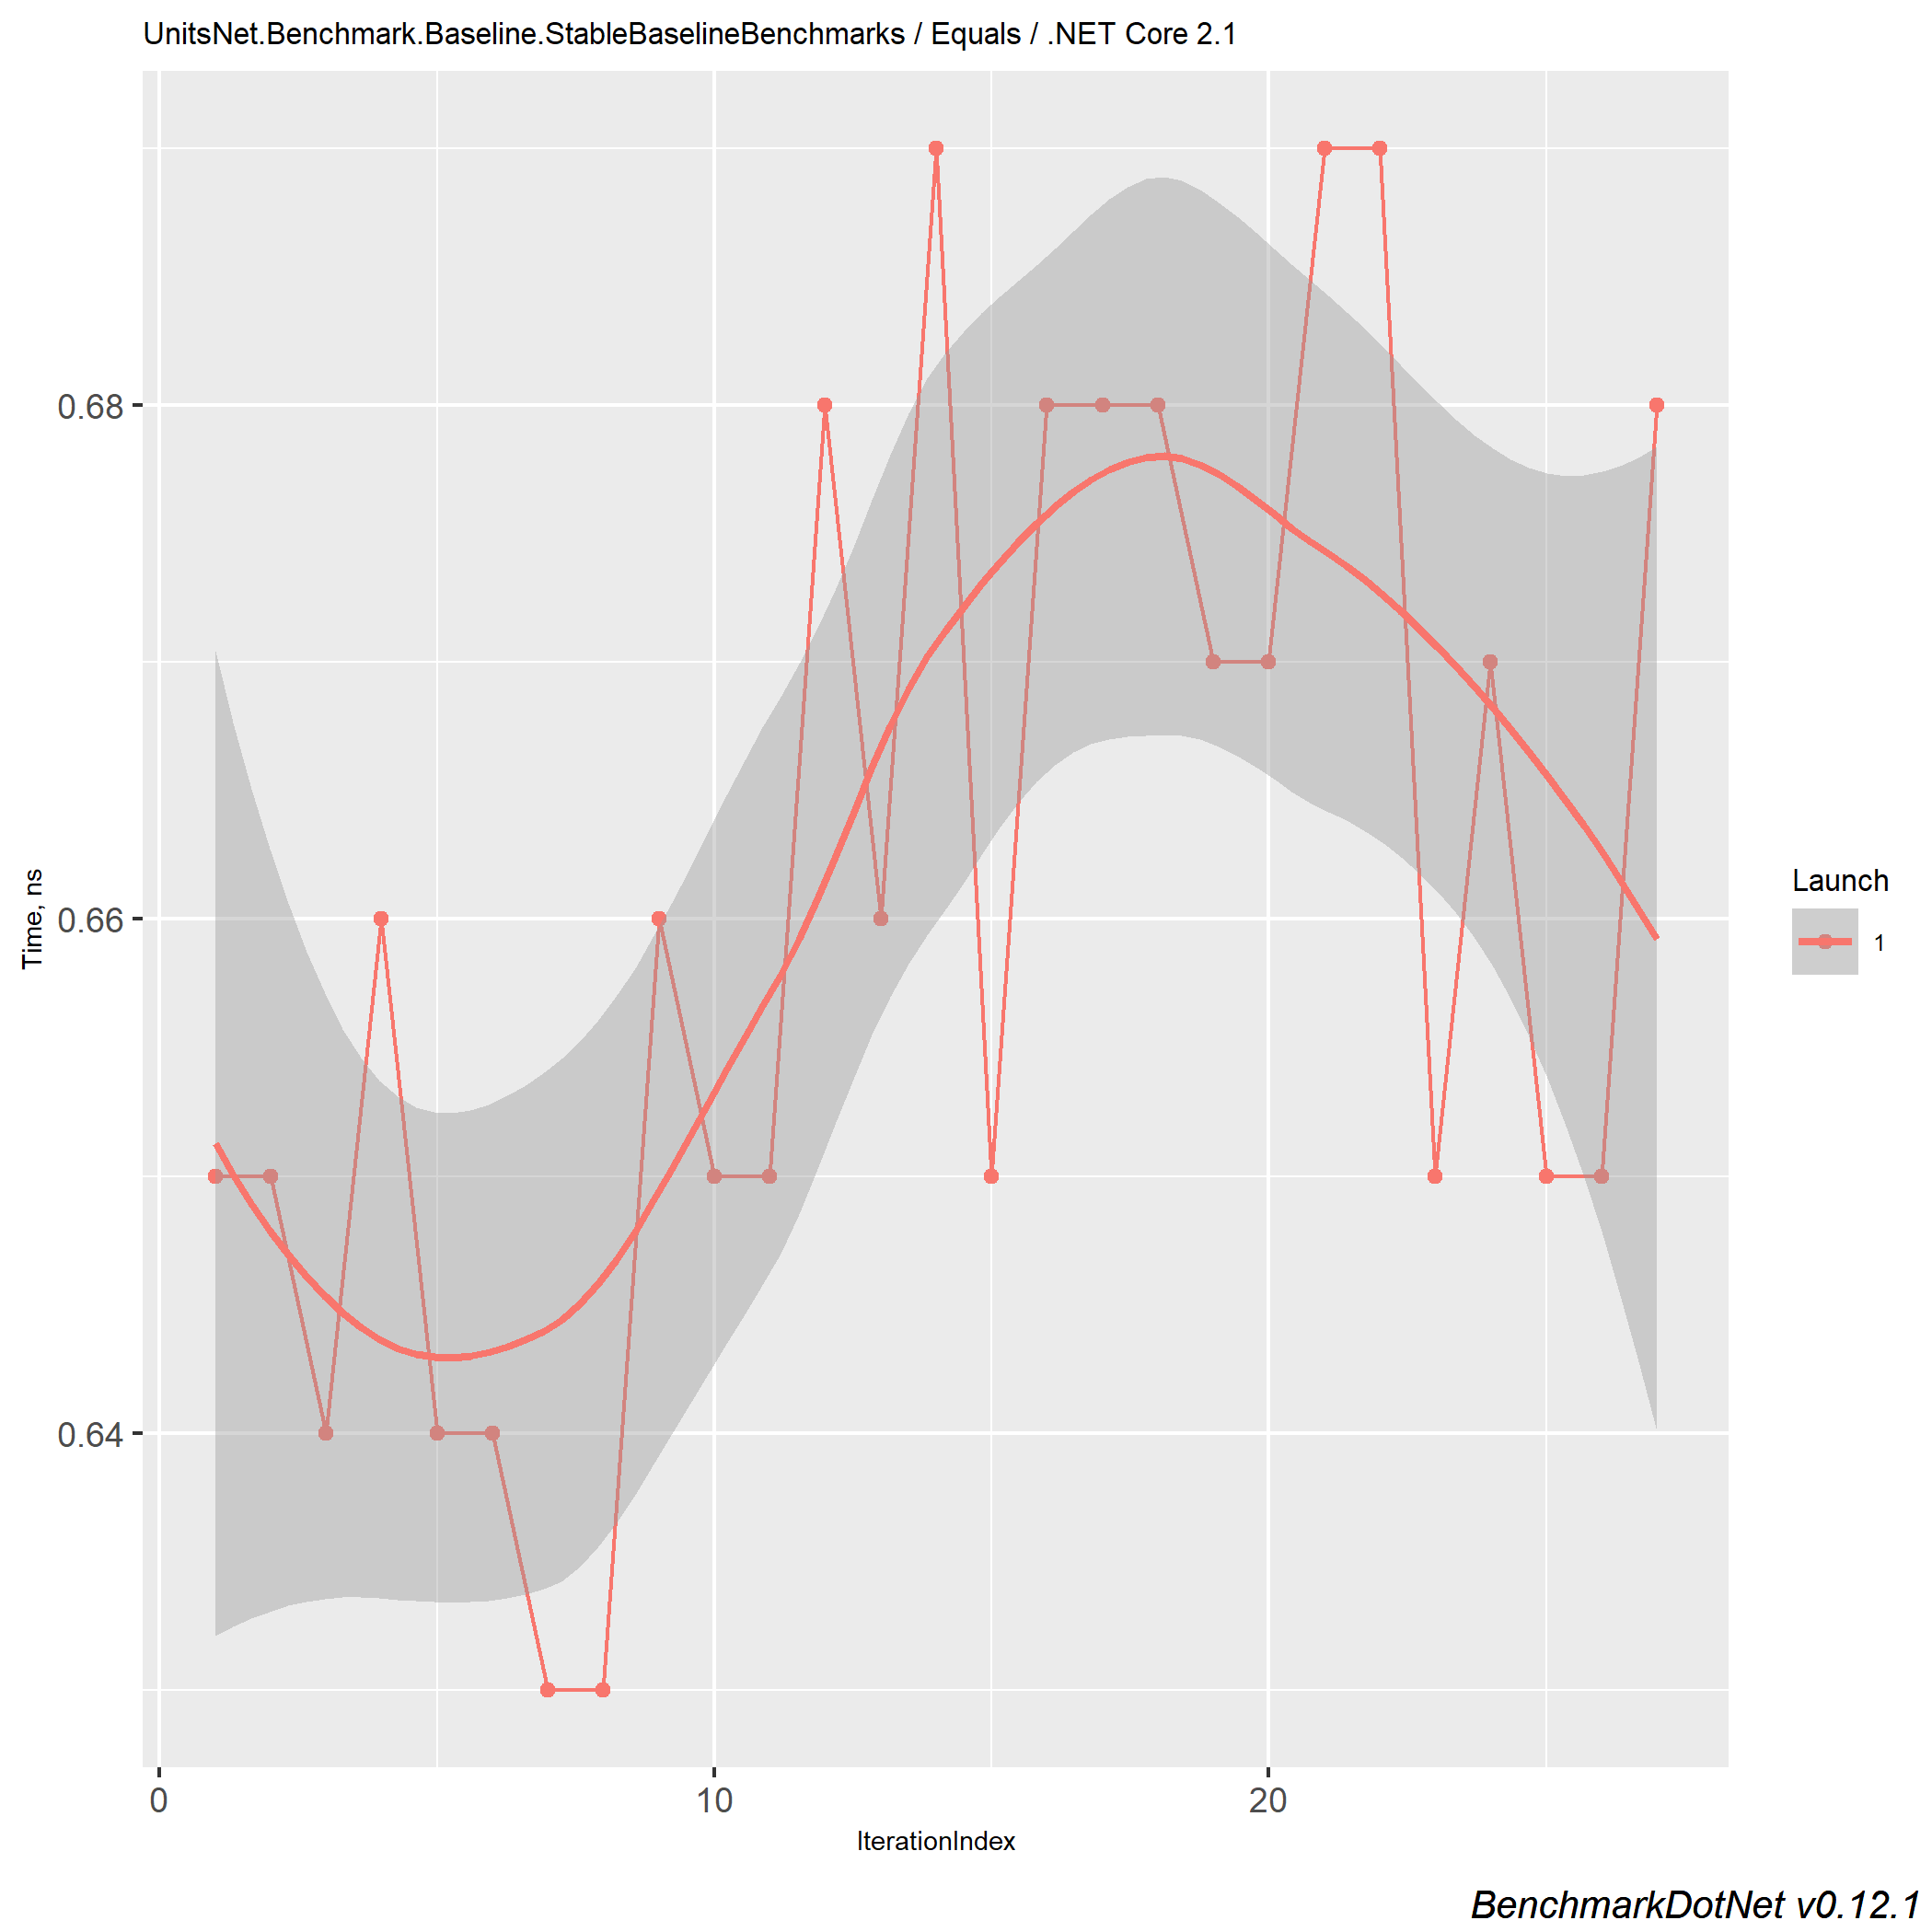 UnitsNet.Benchmark.Baseline.StableBaselineBenchmarks / Equals / .NET Core 2.1
0.68
0.66
0.64
Time, ns
0 10 20
IterationIndex
Launch
1
BenchmarkDotNet v0.12.1